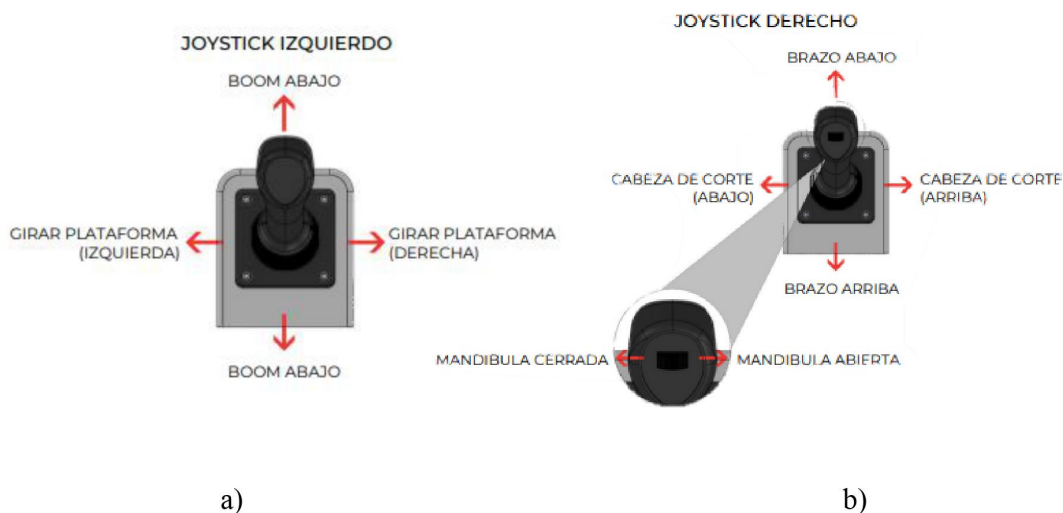 JOYSTICK IZQUIERDO
BOOM ABAJO
GIRAR PLATAFORMA
(IZQUIERDA)
GIRAR PLATAFORMA
(DERECHA)
BOOM ABAJO
a)
JOYSTICK DERECHO
BRAZO ABAJO
CABEZA DE CORTE
(ABAJO)
CABEZA DE CORTE
(ARRIBA)
BRAZO ARRIBA
MANDIBULA CERRADA
MANDIBULA ABIERTA
b)